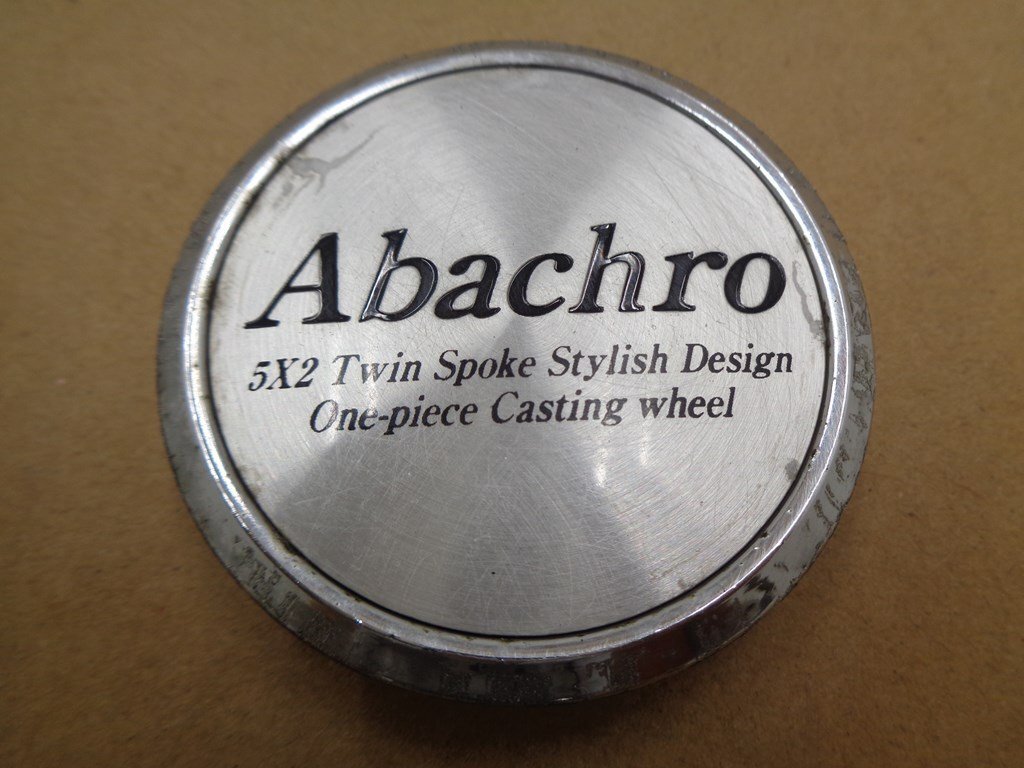 Abachro
5X2 Twin Spoke Stylish Design
One-piece Casting wheel